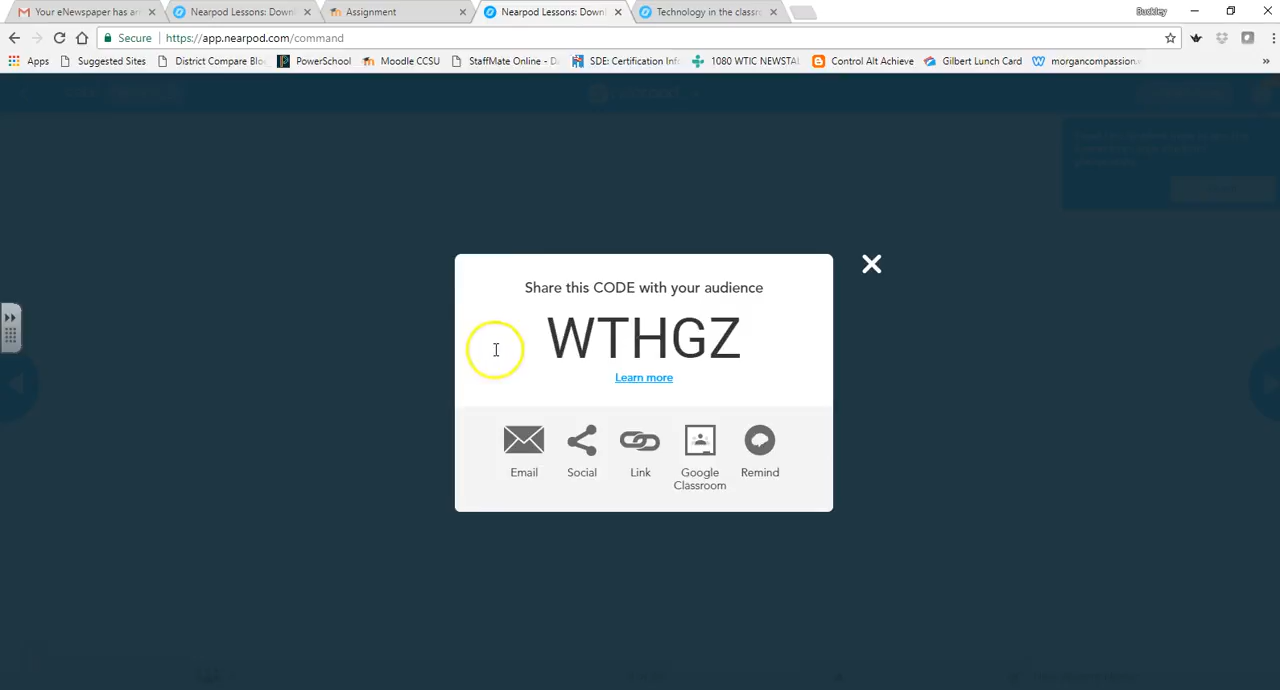 Your eNewspaper has a
Nearpod Lessons: Downl
Assignment
Nearpod Lessons: Downl
Technology in the classr
Buckley
Secure
https://app.nearpod.com/command
Apps
Suggested Sites
District Compare Blo
PowerSchool
Moodle CCSU
StaffMate Online - D
SDE: Certification Inf
1080 WTIC NEWSTAL
Control Alt Achieve
Gilbert Lunch Card
morgancompassion.
»
Share this CODE with your audience
WTHGZ
Learn more
Email
Social
Link
Google
Classroom
Remind